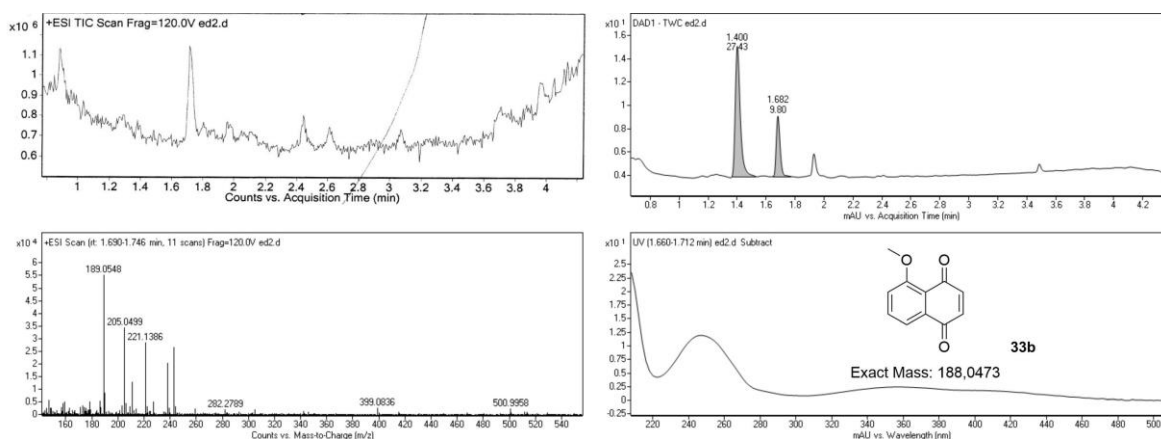 +ESI TIC Scan Frag=120.0V ed2.d
x10 6
1.1
1
0.9
0.8
0.7
0.6
1 1.2 1.4 1.6 1.8 2 2.2 2.4 2.6 2.8 3 3.2 3.4 3.6 3.8 4
Counts vs. Acquisition Time (min)
DAD1 - TWC ed2.d
x10 1
1.6
1.4
1.2
1
0.8
0.6
0.4
1.400
27.43
1.682
9.80
0.8 1 1.2 1.4 1.6 1.8 2 2.2 2.4 2.6 2.8 3 3.2 3.4 3.6 3.8 4 4.2
mAU vs. Acquisition Time (min)
+ESI Scan (rt: 1.690-1.746 min, 11 scans) Frag=120.0V ed2.d
x10 4
6
5.5
5
4.5
4
3.5
3
2.5
2
1.5
1
0.5
0
189.0548
205.0499
221.1386
282.2789
399.0836
500.9958
160 180 200 220 240 260 280 300 320 340 360 380 400 420 440 460 480 500 520 540
Counts vs. Mass-to-Charge (m/z)
UV (1.660-1.712 min) ed2.d Subtract
x10 1
2.5
2.25
2
1.75
1.5
1.25
1
0.75
0.5
0.25
0
-0.25
O
O
O
33b
Exact Mass: 188,0473
220 240 260 280 300 320 340 360 380 400 420 440 460 480 500
mAU vs. Wavelength (nm)